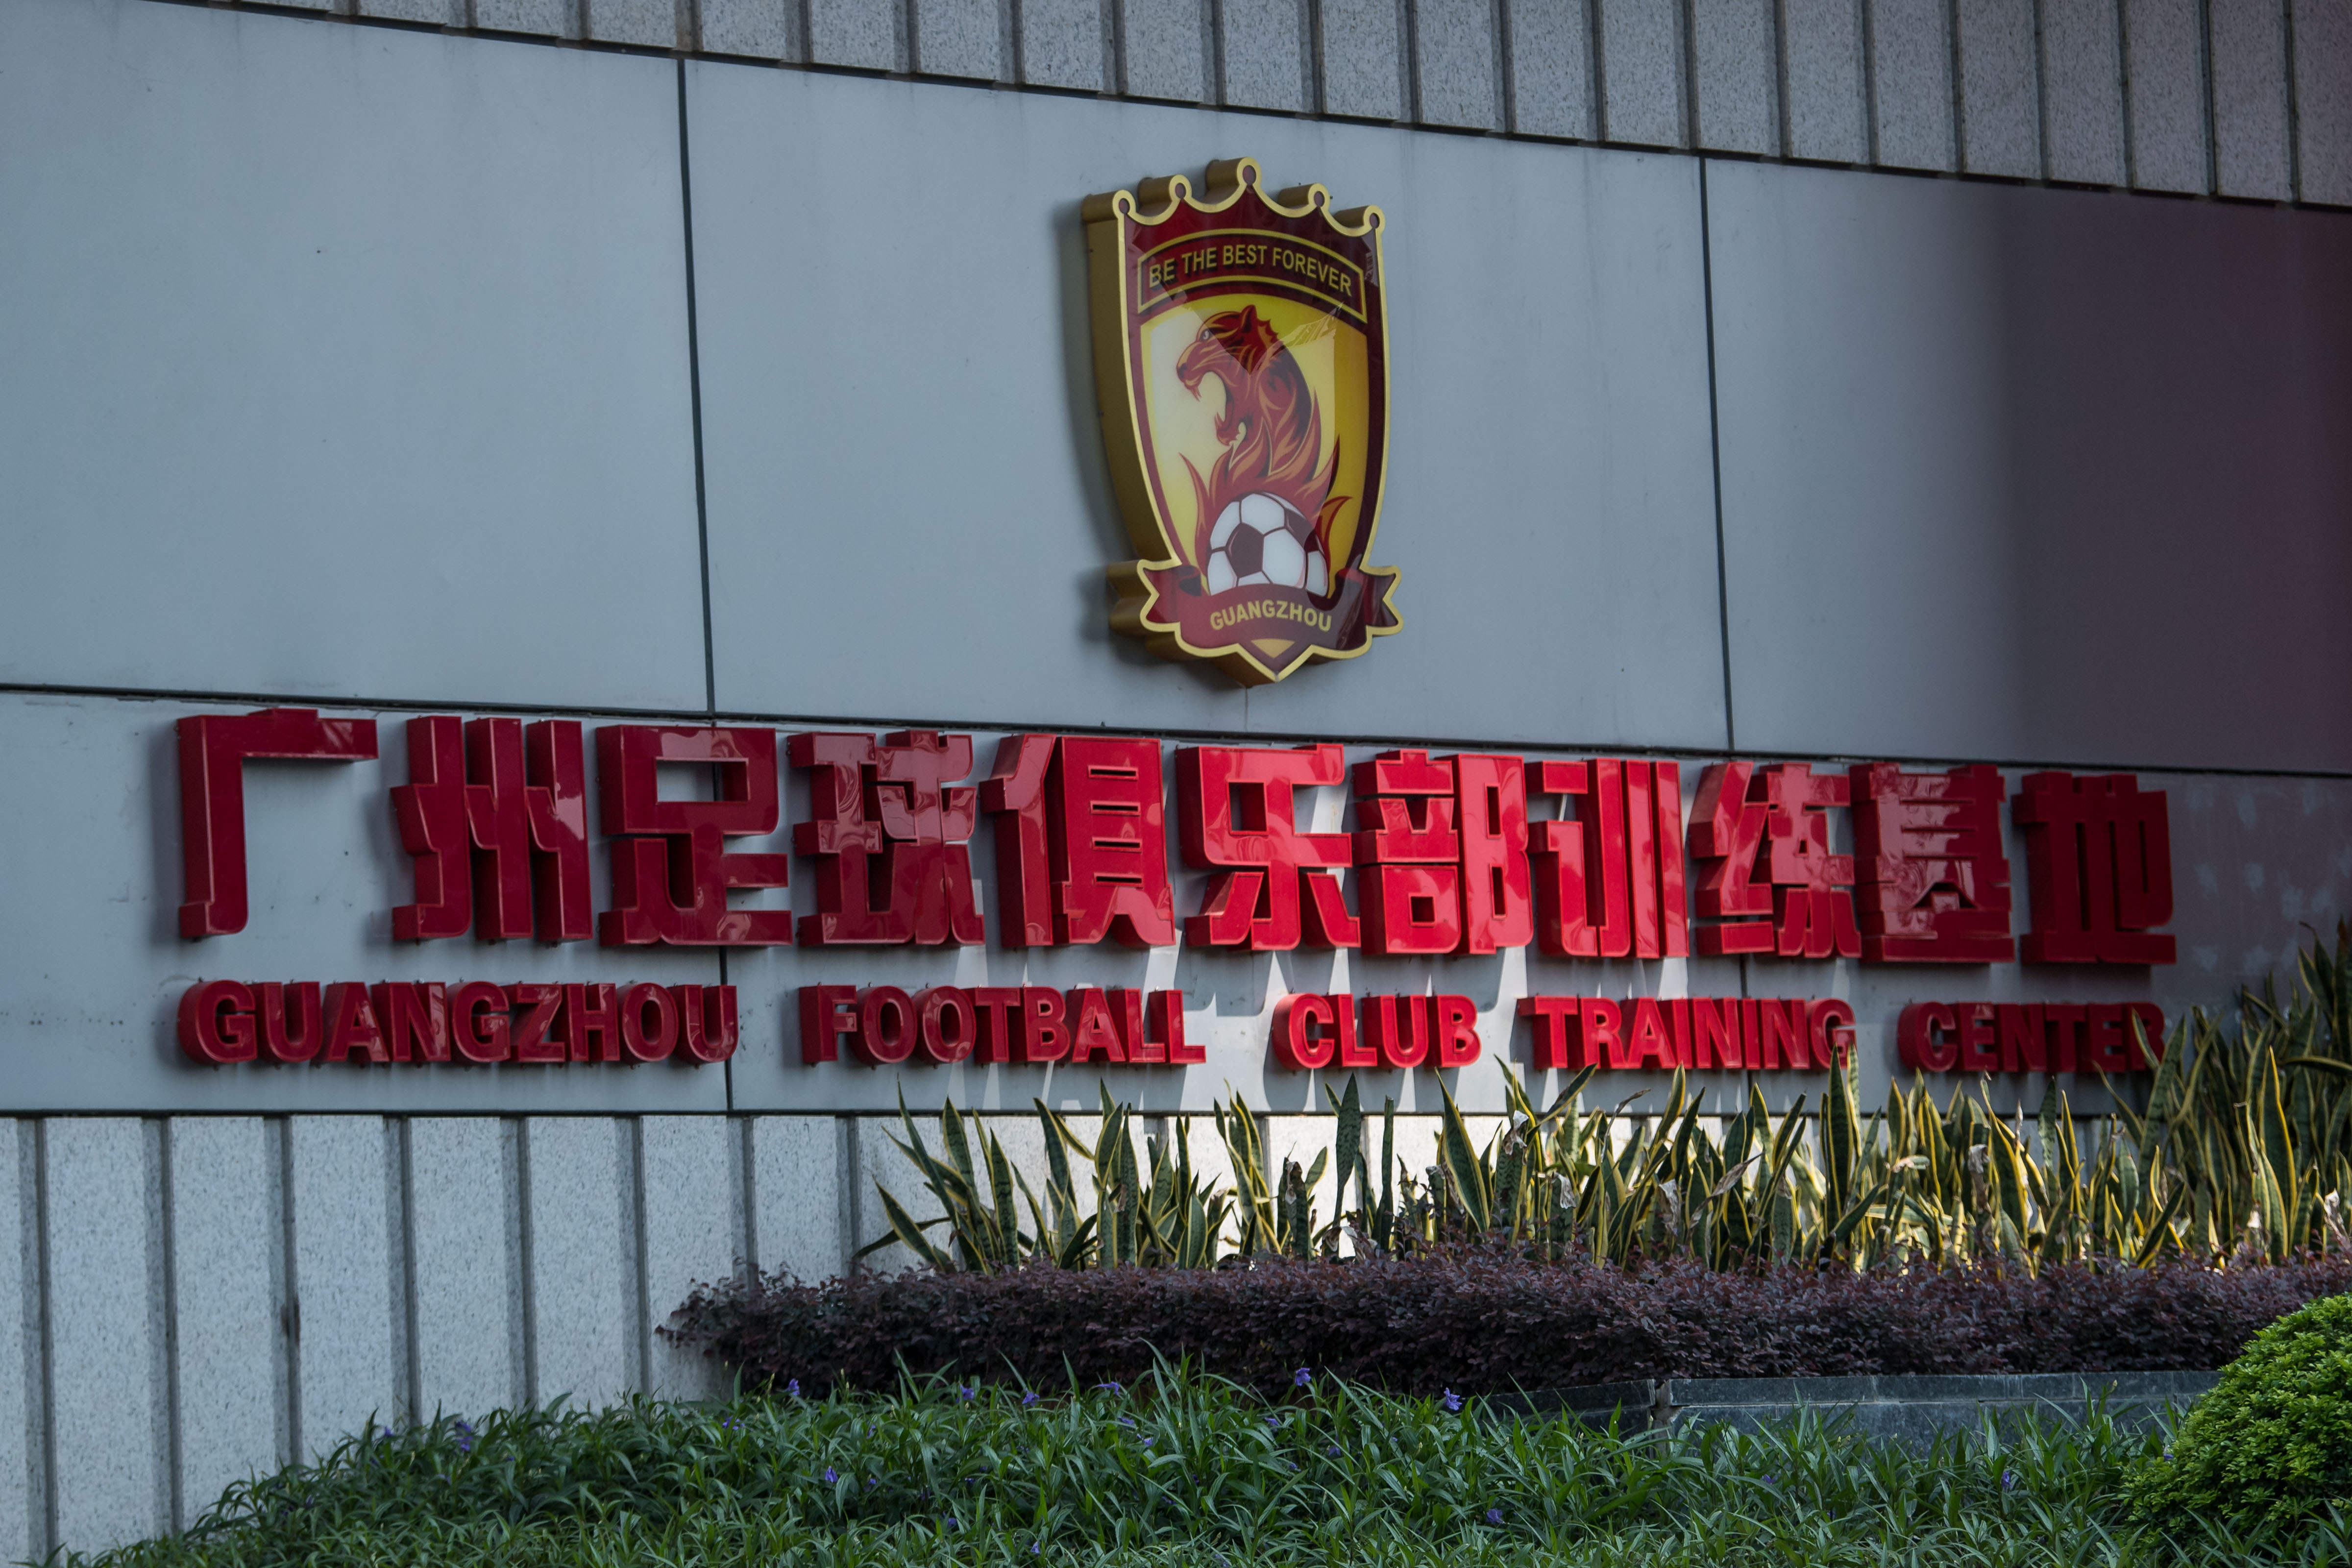 BE THE BEST FOREVER
GUANGZHOU
广州足球俱乐部训练基地
GUANGZHOU FOOTBALL CLUB TRAINING CENTER